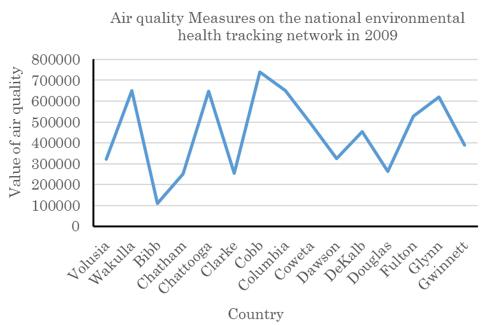 Air quality Measures on the national environmental
health tracking network in 2009
Value of air quality
800000
700000
600000
500000
400000
300000
200000
100000
0
Volusia
Wakulla
Bibb
Chatham
Chattooga
Clarke
Cobb
Columbia
Coweta
Dawson
DeKalb
Douglas
Fulton
Glynn
Gwinnett
Country